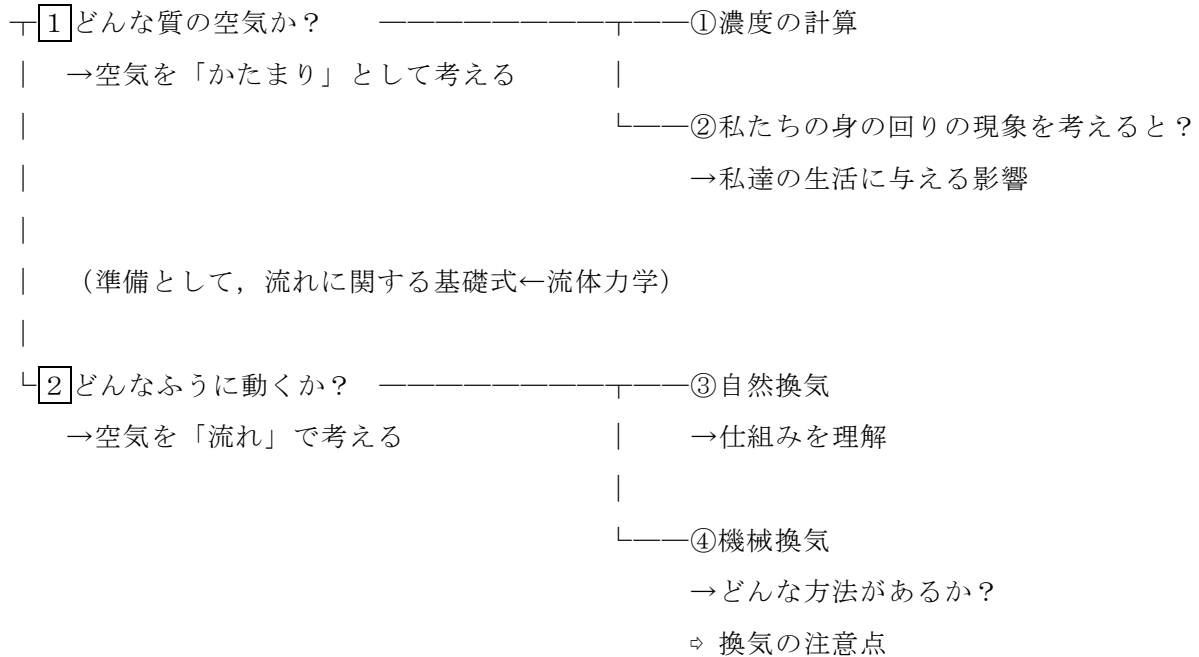 1 どんな質の空気か？
①濃度の計算
→空気を「かたまり」として考える
②私たちの身の回りの現象を考えると？
→私達の生活に与える影響
（準備として，流れに関する基礎式←流体力学）
2 どんなふうに動くか？
③自然換気
→空気を「流れ」で考える
→仕組みを理解
④機械換気
→どんな方法があるか？
⇨ 換気の注意点